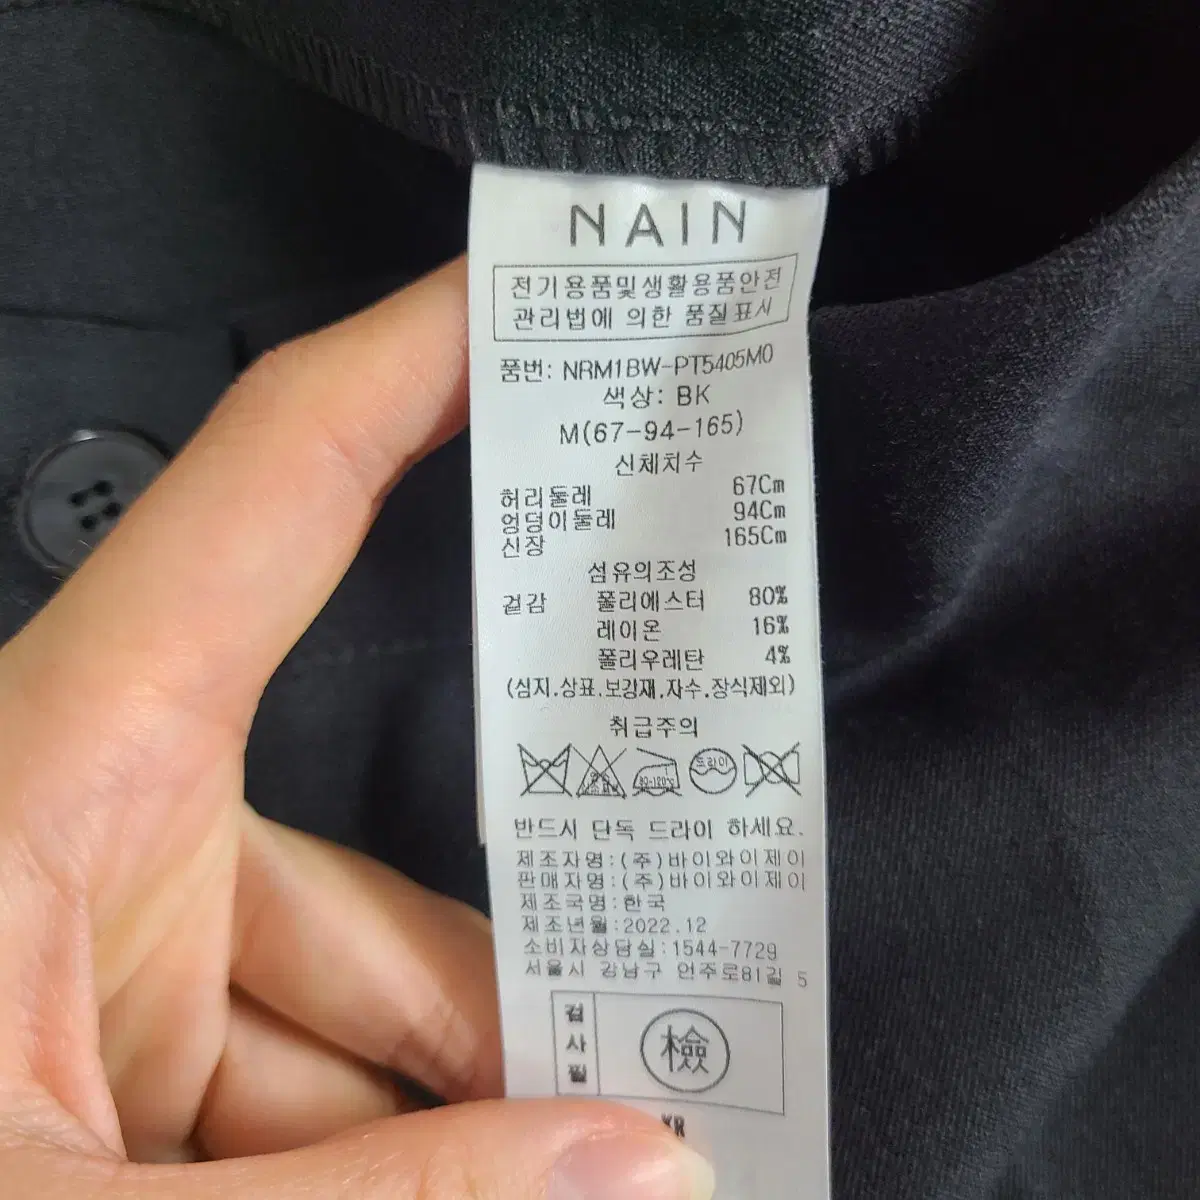 NAIN
전기용품및생활용품안전
관리법에 의한 품질표시
품번: NRM1BW-PT5405M0
색상: BK
M(67-94-165)
신체치수
허리둘레 67Cm
엉덩이둘레 94Cm
신장 165Cm
섬유의조성
겉감 폴리에스터 80%
레이온 16%
폴리우레탄 4%
(심지.상표.보강재.자수.장식제외)
취급주의
80-120℃ 드라이
반드시 단독 드라이 하세요.
제조자명:(주)바이와이제이
판매자명:(주)바이와이제이
제조국명:한국
제조년월:2022.12
소비자상담실:1544-7729
서울시 강남구 언주로81길 5
검사필 檢
KR